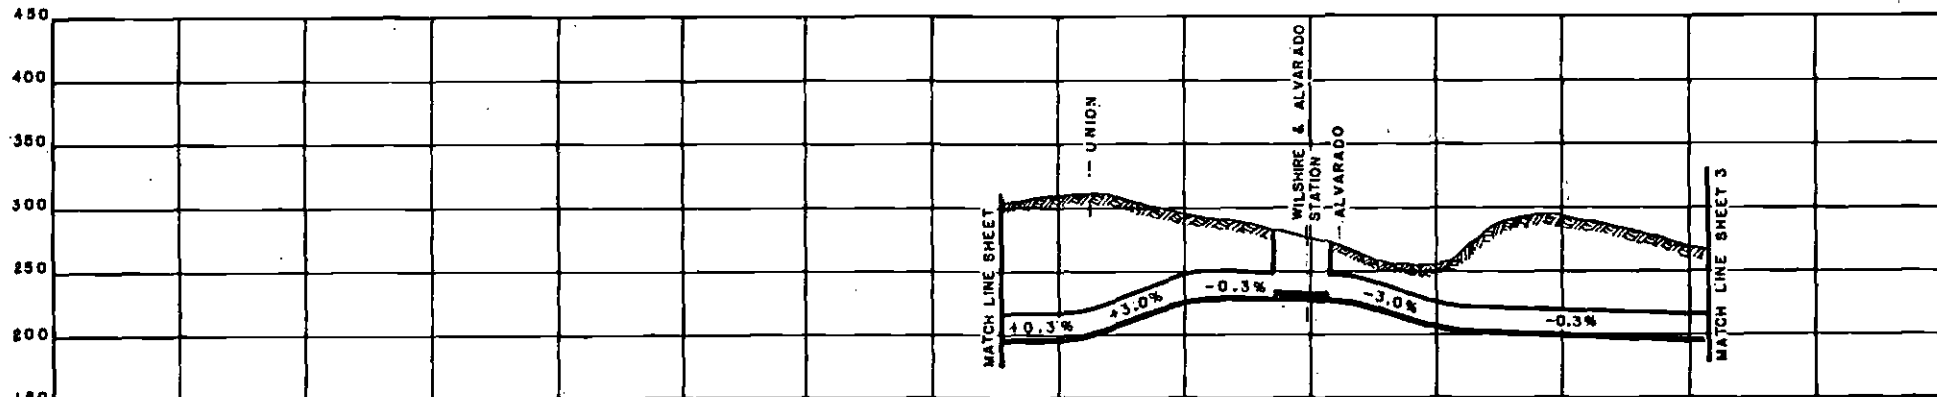 450
400
350
300
250
200
MATCH LINE SHEET
UNION
WILSHIRE & ALVARADO
STATION
ALVARADO
MATCH LINE SHEET 3
+0.3%
+3.0%
-0.3%
-3.0%
-0.3%